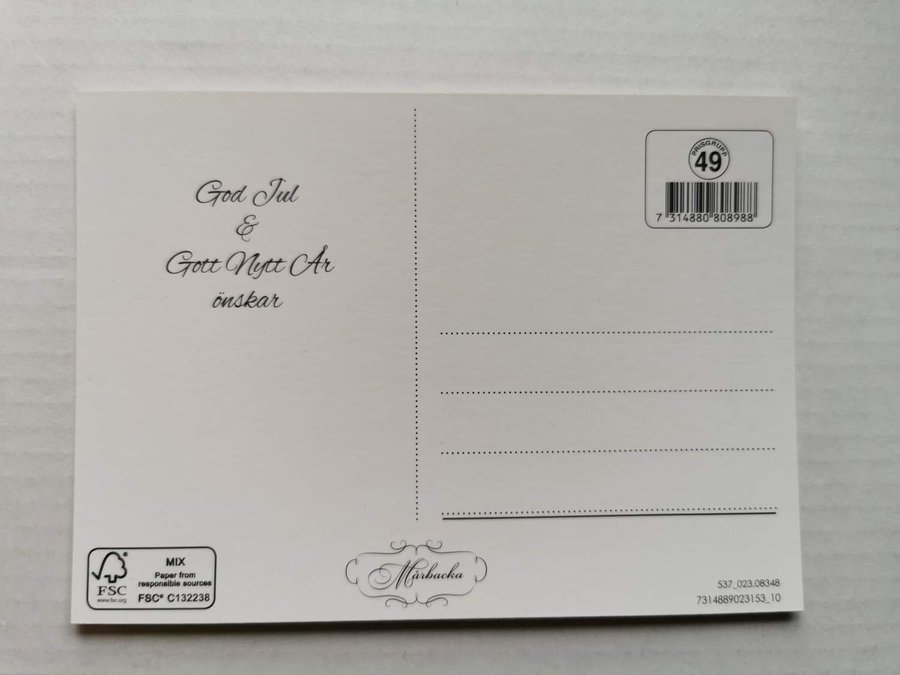 God Jul
&
Gott Nytt År
önskar
PRISGRUPP
49
7 314880 808988
FSC®
www.fsc.org
MIX
Paper from
responsible sources
FSC® C132238
Mårbacka
537_023.08348
7314889023153_10